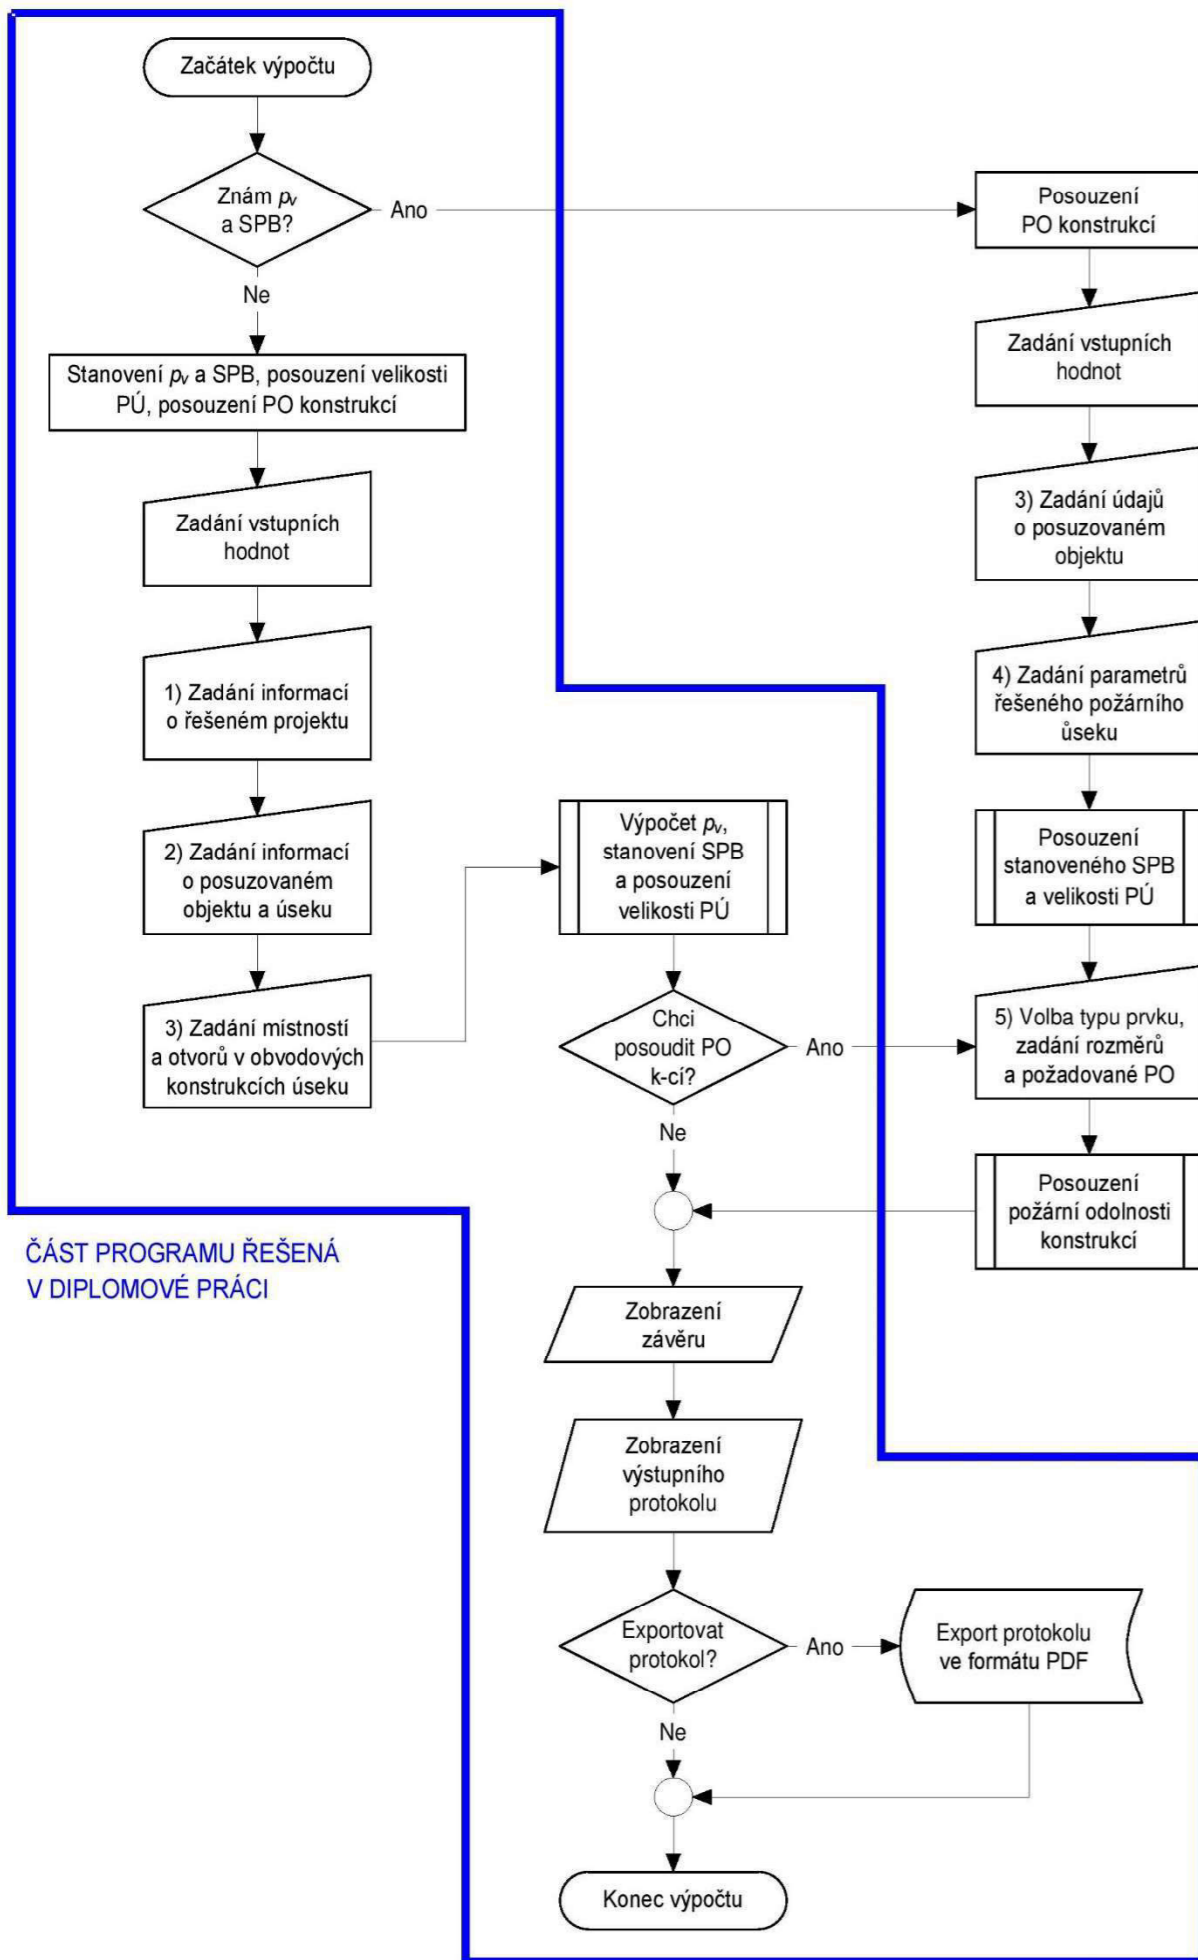 Začátek výpočtu
Znám pv
a SPB?
Ano
Ne
Stanovení pv a SPB, posouzení velikosti
PÚ, posouzení PO konstrukcí
Zadání vstupních
hodnot
1) Zadání informací
o řešeném projektu
2) Zadání informací
o posuzovaném
objektu a úseku
3) Zadání místností
a otvorů v obvodových
konstrukcích úseku
Výpočet pv,
stanovení SPB
a posouzení
velikosti PÚ
Chci
posoudit PO
k-cí?
Ano
Ne
Posouzení
PO konstrukcí
Zadání vstupních
hodnot
3) Zadání údajů
o posuzovaném
objektu
4) Zadání parametrů
řešeného požárního
ůseku
Posouzení
stanoveného SPB
a velikosti PÚ
5) Volba typu prvku,
zadání rozměrů
a požadované PO
Posouzení
požární odolnosti
konstrukcí
ČÁST PROGRAMU ŘEŠENÁ
V DIPLOMOVÉ PRÁCI
Zobrazení
závěru
Zobrazení
výstupního
protokolu
Exportovat
protokol?
Ano
Export protokolu
ve formátu PDF
Ne
Konec výpočtu